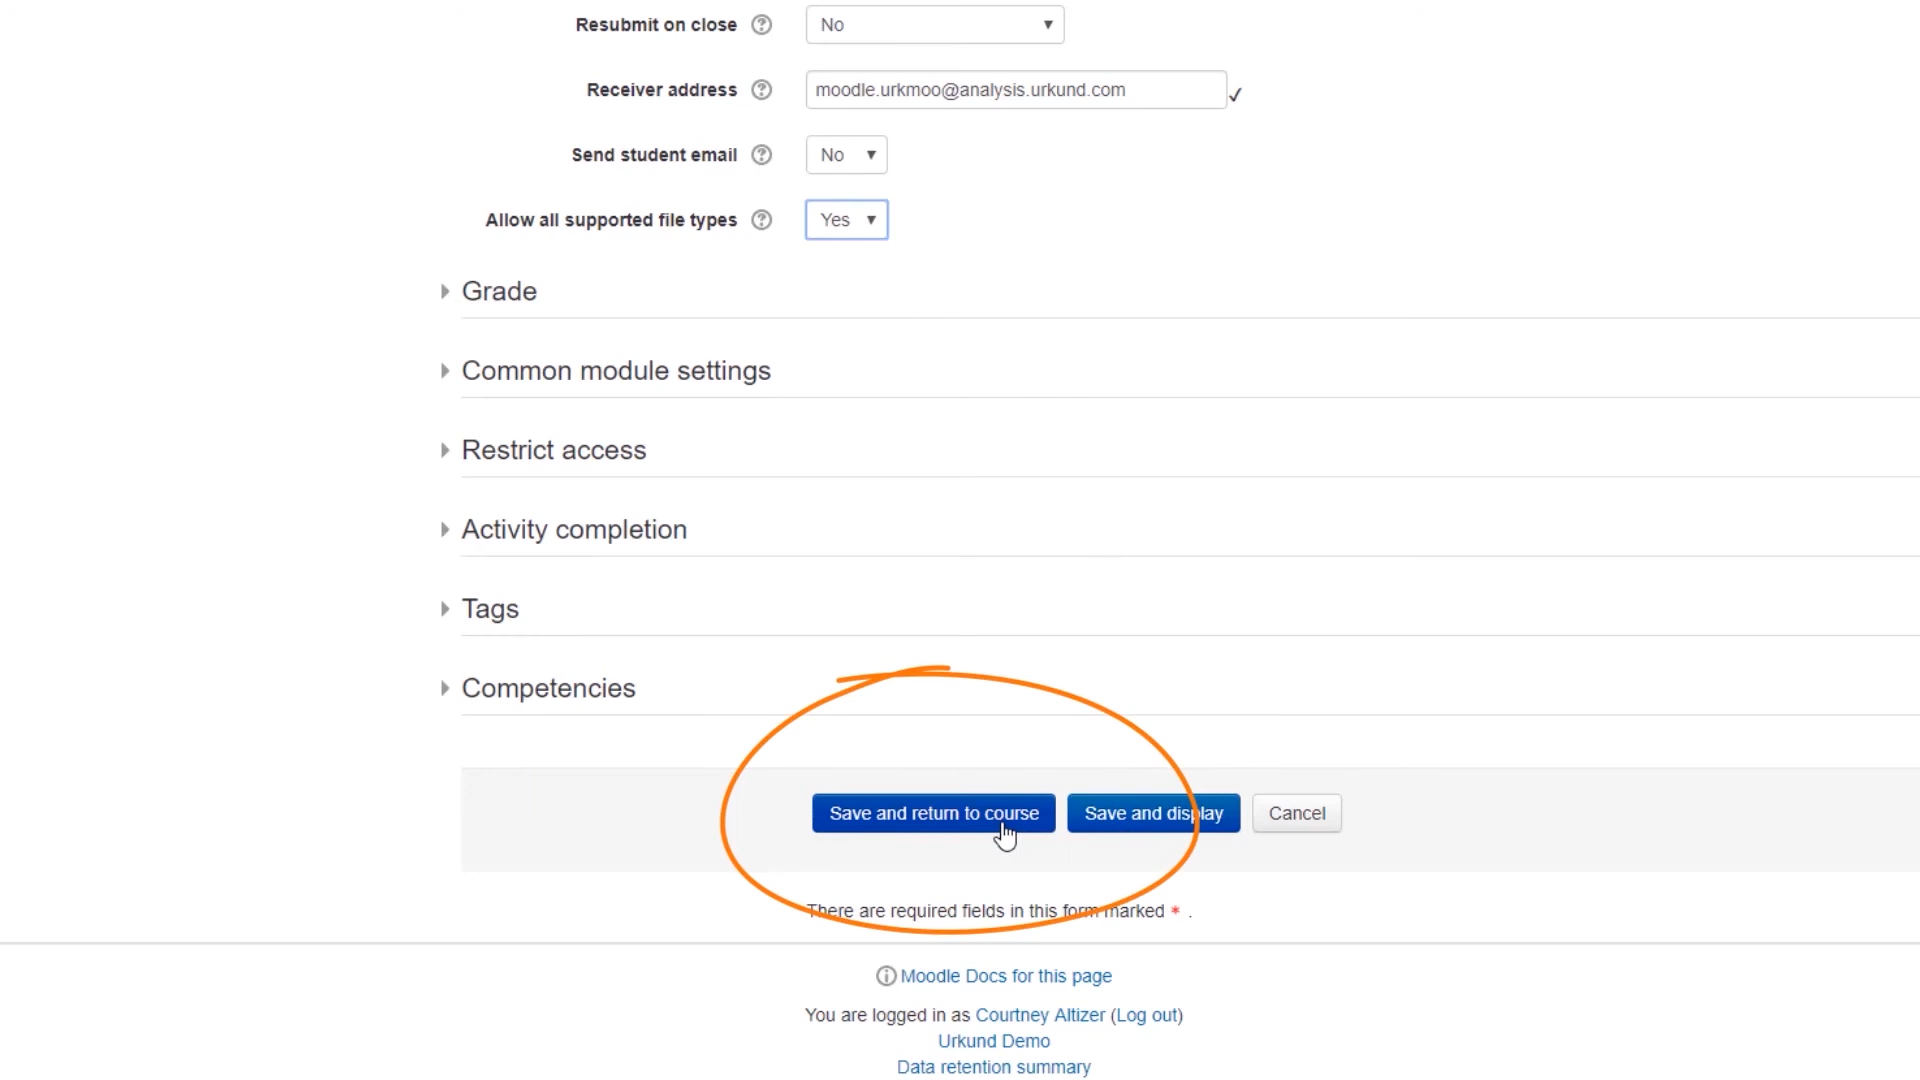 Resubmit on close No
Receiver address moodle.urkmoo@analysis.urkund.com
Send student email No
Allow all supported file types Yes
Grade
Common module settings
Restrict access
Activity completion
Tags
Competencies
Save and return to course Save and display Cancel
There are required fields in this form marked * .
Moodle Docs for this page
You are logged in as Courtney Altizer (Log out)
Urkund Demo
Data retention summary